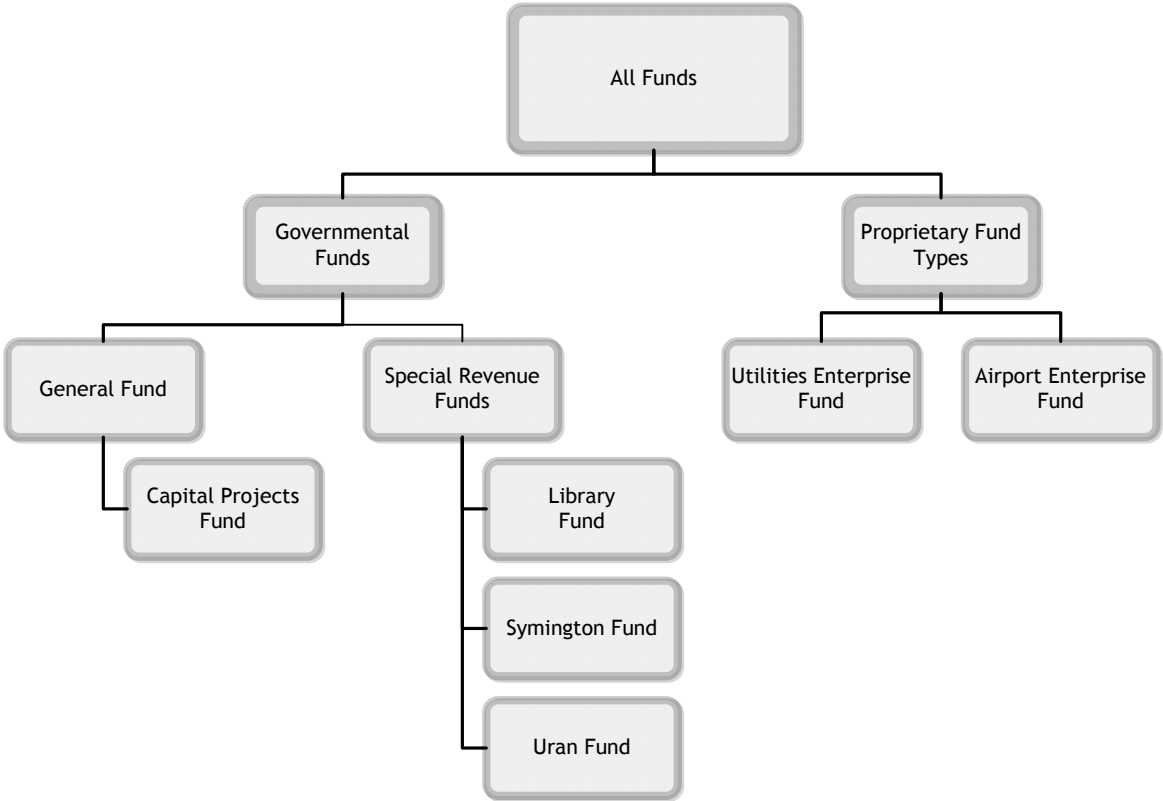 All Funds
Governmental
Funds
Proprietary Fund
Types
General Fund
Special Revenue
Funds
Utilities Enterprise
Fund
Airport Enterprise
Fund
Capital Projects
Fund
Library
Fund
Symington Fund
Uran Fund